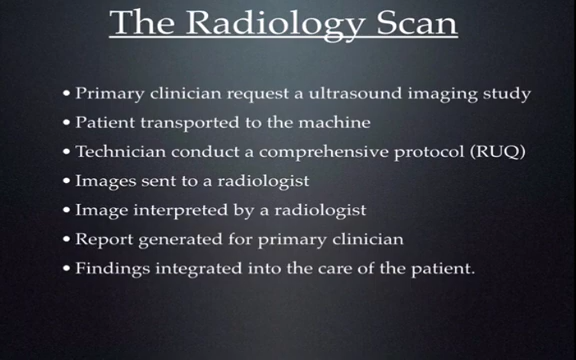 The Radiology Scan
• Primary clinician request a ultrasound imaging study
• Patient transported to the machine
• Technician conduct a comprehensive protocol (RUQ)
• Images sent to a radiologist
• Image interpreted by a radiologist
• Report generated for primary clinician
• Findings integrated into the care of the patient.